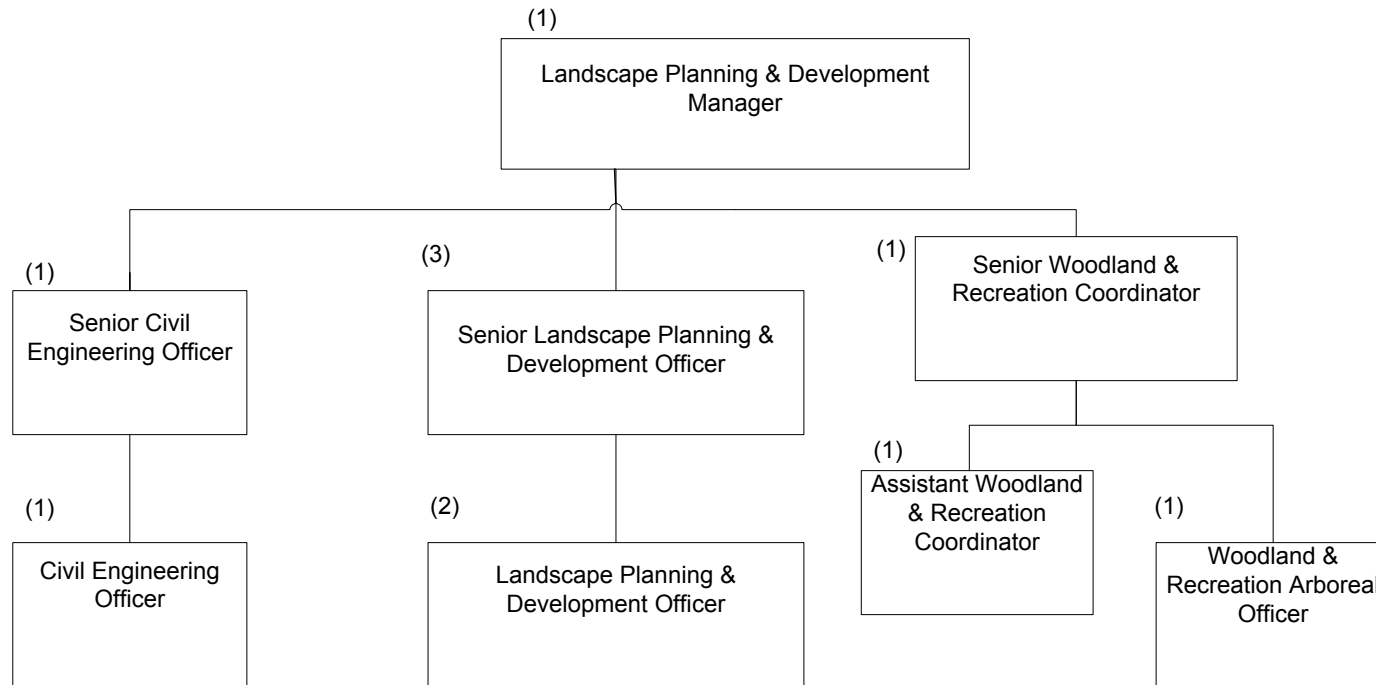 (1)
Landscape Planning & Development
Manager
(1)
Senior Civil
Engineering Officer
(3)
Senior Landscape Planning &
Development Officer
(1)
Senior Woodland &
Recreation Coordinator
(1)
Civil Engineering
Officer
(2)
Landscape Planning &
Development Officer
(1)
Assistant Woodland
& Recreation
Coordinator
(1)
Woodland &
Recreation Arboreal
Officer